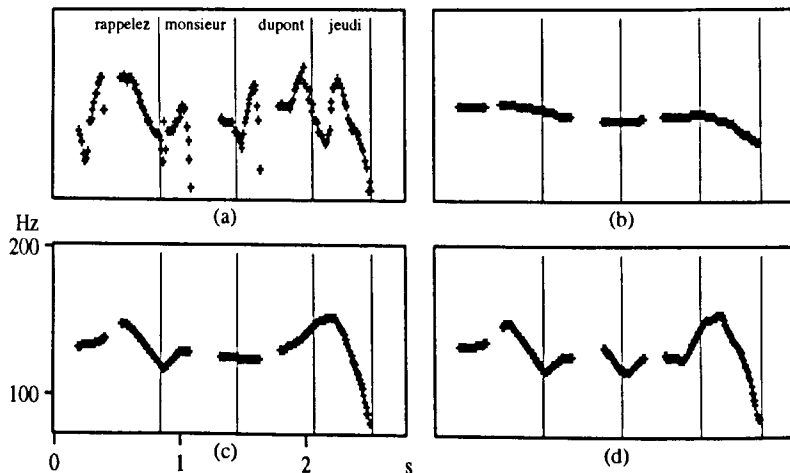 rappelez monsieur dupont jeudi
(a)
(b)
Hz
200
100
0 1 (c) 2 s
(d)